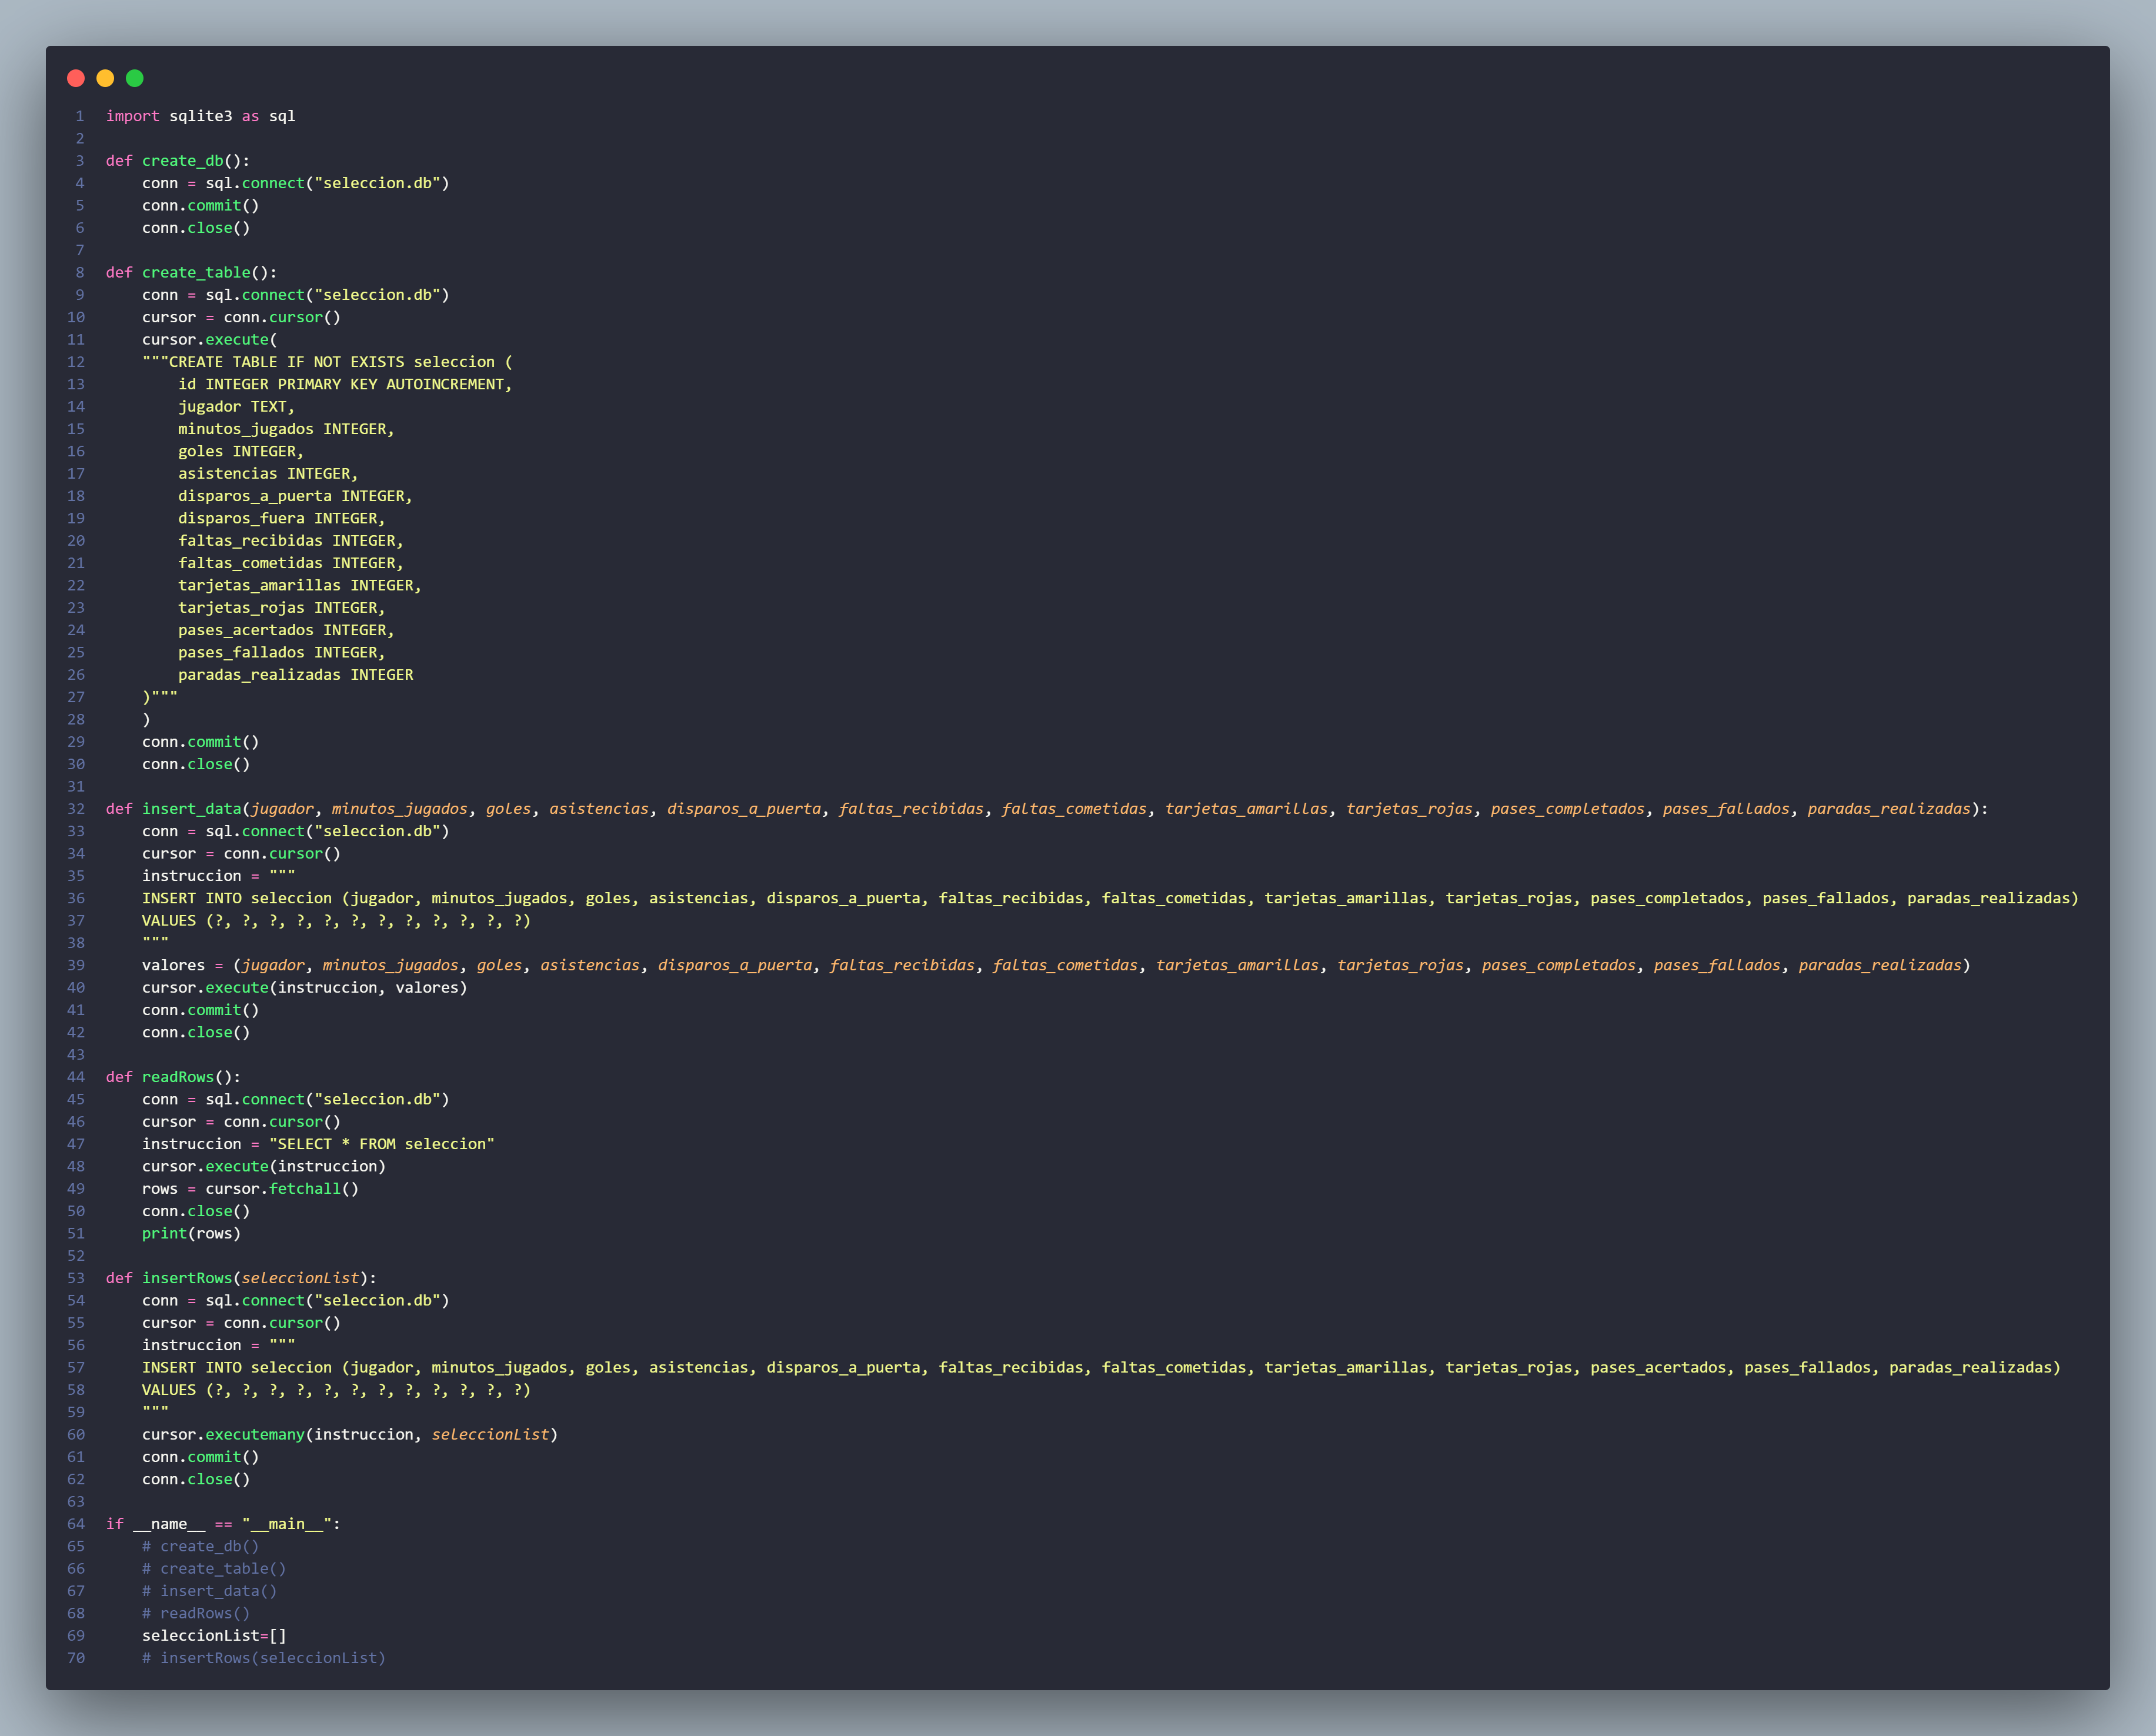 1 import sqlite3 as sql
2
3 def create_db():
4     conn = sql.connect("seleccion.db")
5     conn.commit()
6     conn.close()
7
8 def create_table():
9     conn = sql.connect("seleccion.db")
10     cursor = conn.cursor()
11     cursor.execute(
12     """CREATE TABLE IF NOT EXISTS seleccion (
13         id INTEGER PRIMARY KEY AUTOINCREMENT,
14         jugador TEXT,
15         minutos_jugados INTEGER,
16         goles INTEGER,
17         asistencias INTEGER,
18         disparos_a_puerta INTEGER,
19         disparos_fuera INTEGER,
20         faltas_recibidas INTEGER,
21         faltas_cometidas INTEGER,
22         tarjetas_amarillas INTEGER,
23         tarjetas_rojas INTEGER,
24         pases_acertados INTEGER,
25         pases_fallados INTEGER,
26         paradas_realizadas INTEGER
27     )"""
28     )
29     conn.commit()
30     conn.close()
31
32 def insert_data(jugador, minutos_jugados, goles, asistencias, disparos_a_puerta, faltas_recibidas, faltas_cometidas, tarjetas_amarillas, tarjetas_rojas, pases_completados, pases_fallados, paradas_realizadas):
33     conn = sql.connect("seleccion.db")
34     cursor = conn.cursor()
35     instruccion = """
36     INSERT INTO seleccion (jugador, minutos_jugados, goles, asistencias, disparos_a_puerta, faltas_recibidas, faltas_cometidas, tarjetas_amarillas, tarjetas_rojas, pases_completados, pases_fallados, paradas_realizadas)
37     VALUES (?, ?, ?, ?, ?, ?, ?, ?, ?, ?, ?, ?)
38     """
39     valores = (jugador, minutos_jugados, goles, asistencias, disparos_a_puerta, faltas_recibidas, faltas_cometidas, tarjetas_amarillas, tarjetas_rojas, pases_completados, pases_fallados, paradas_realizadas)
40     cursor.execute(instruccion, valores)
41     conn.commit()
42     conn.close()
43
44 def readRows():
45     conn = sql.connect("seleccion.db")
46     cursor = conn.cursor()
47     instruccion = "SELECT * FROM seleccion"
48     cursor.execute(instruccion)
49     rows = cursor.fetchall()
50     conn.close()
51     print(rows)
52
53 def insertRows(seleccionList):
54     conn = sql.connect("seleccion.db")
55     cursor = conn.cursor()
56     instruccion = """
57     INSERT INTO seleccion (jugador, minutos_jugados, goles, asistencias, disparos_a_puerta, faltas_recibidas, faltas_cometidas, tarjetas_amarillas, tarjetas_rojas, pases_acertados, pases_fallados, paradas_realizadas)
58     VALUES (?, ?, ?, ?, ?, ?, ?, ?, ?, ?, ?, ?)
59     """
60     cursor.executemany(instruccion, seleccionList)
61     conn.commit()
62     conn.close()
63
64 if __name__ == "__main__":
65     # create_db()
66     # create_table()
67     # insert_data()
68     # readRows()
69     seleccionList=[]
70     # insertRows(seleccionList)